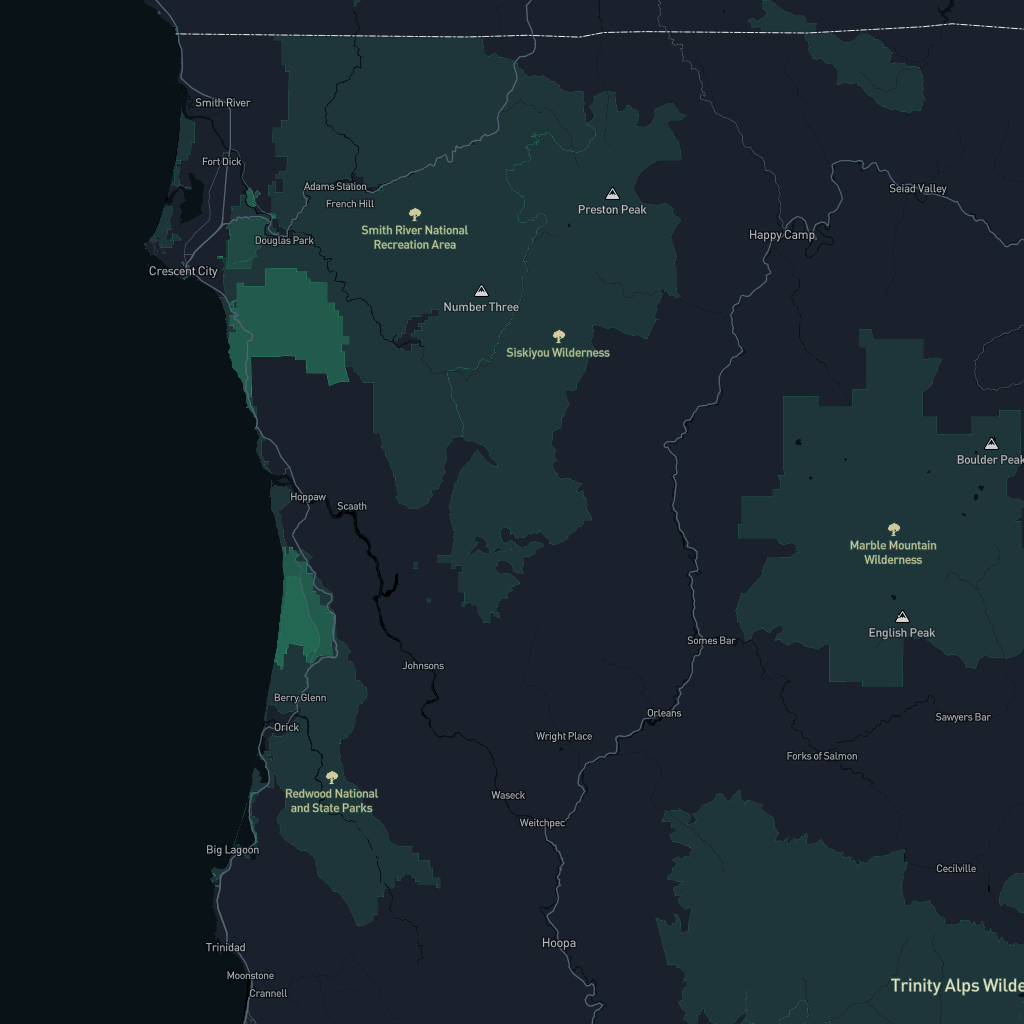 Smith River
Fort Dick
Adams Station
French Hill
Seiad Valley
Preston Peak
Smith River National
Recreation Area
Douglas Park
Happy Camp
Crescent City
Number Three
Siskiyou Wilderness
Boulder Peak
Hoppaw
Scaath
Marble Mountain
Wilderness
English Peak
Somes Bar
Johnsons
Berry Glenn
Orleans
Sawyers Bar
Orick
Wright Place
Forks of Salmon
Redwood National
and State Parks
Waseck
Weitchpec
Big Lagoon
Cecilville
Hoopa
Trinidad
Moonstone
Trinity Alps Wilde
Crannell